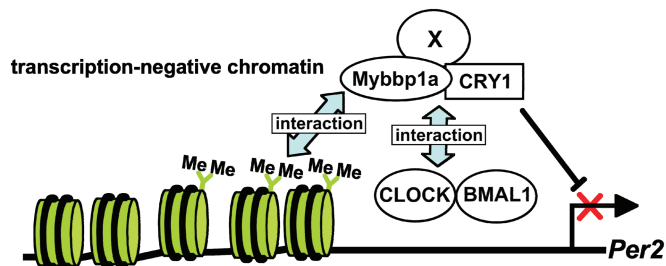 X
transcription-negative chromatin
Mybbp1a
CRY1
interaction
interaction
Me Me
Me Me
Me Me
CLOCK
BMAL1
Per2